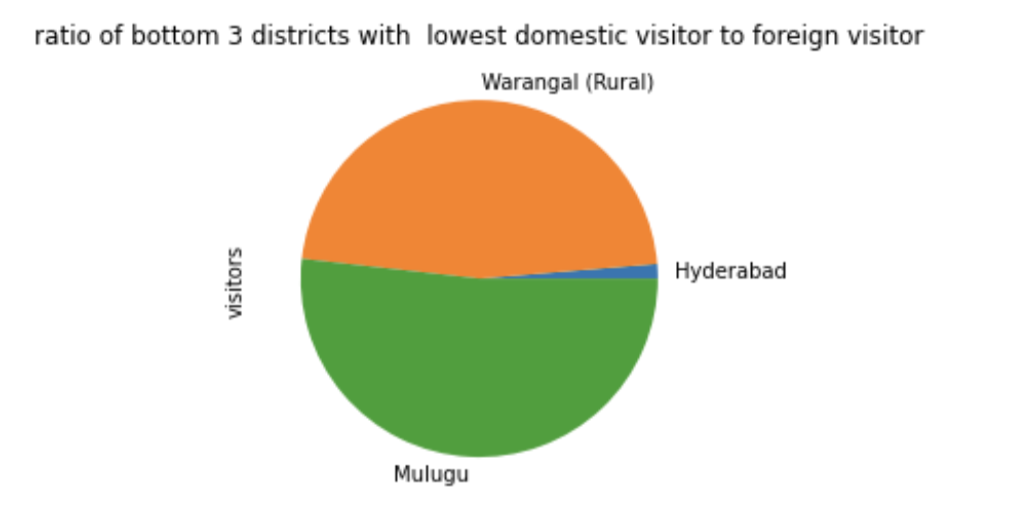 ratio of bottom 3 districts with  lowest domestic visitor to foreign visitor
Warangal (Rural)
Hyderabad
visitors
Mulugu